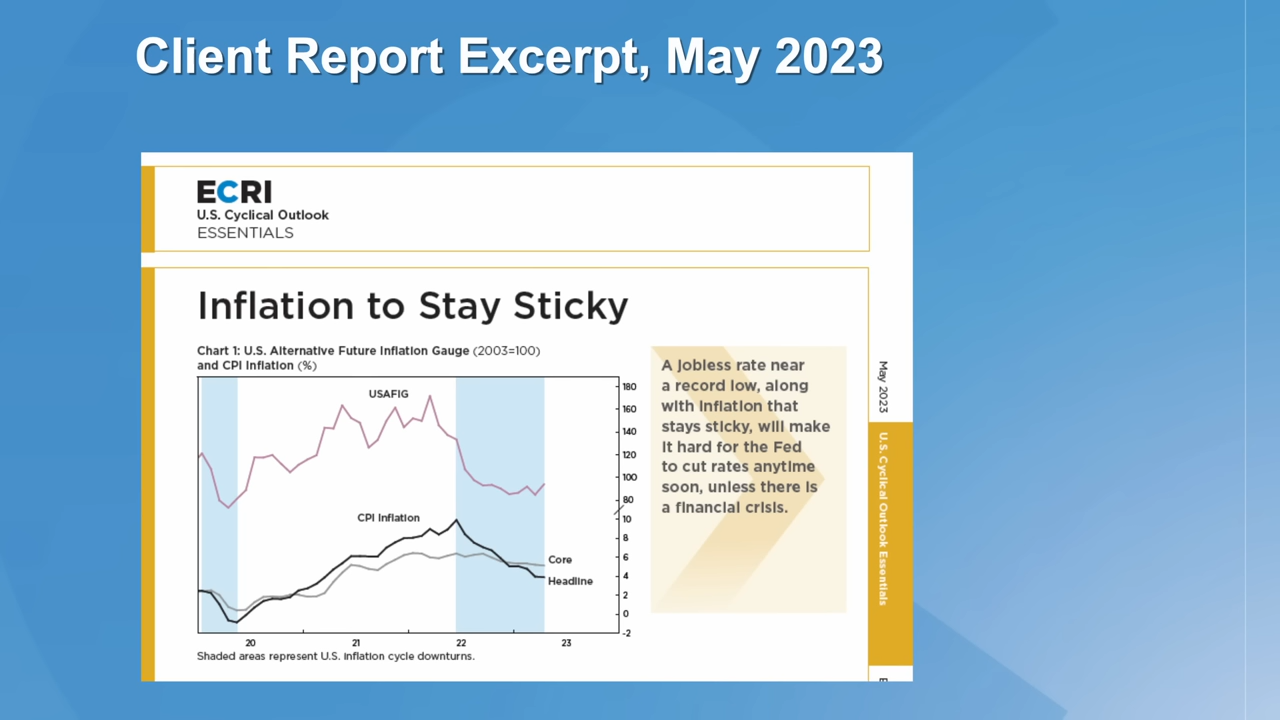 Client Report Excerpt, May 2023
ECRI
U.S. Cyclical Outlook
ESSENTIALS
Inflation to Stay Sticky
Chart 1: U.S. Alternative Future Inflation Gauge (2003=100)
and CPI Inflation (%)
USAFIG
180
160
140
120
100
80
CPI Inflation
10
8
6
4
2
0
-2
Core
Headline
20
21
22
23
Shaded areas represent U.S. inflation cycle downturns.
A jobless rate near
a record low, along
with inflation that
stays sticky, will make
it hard for the Fed
to cut rates anytime
soon, unless there is
a financial crisis.
May 2023
U.S. Cyclical Outlook Essentials